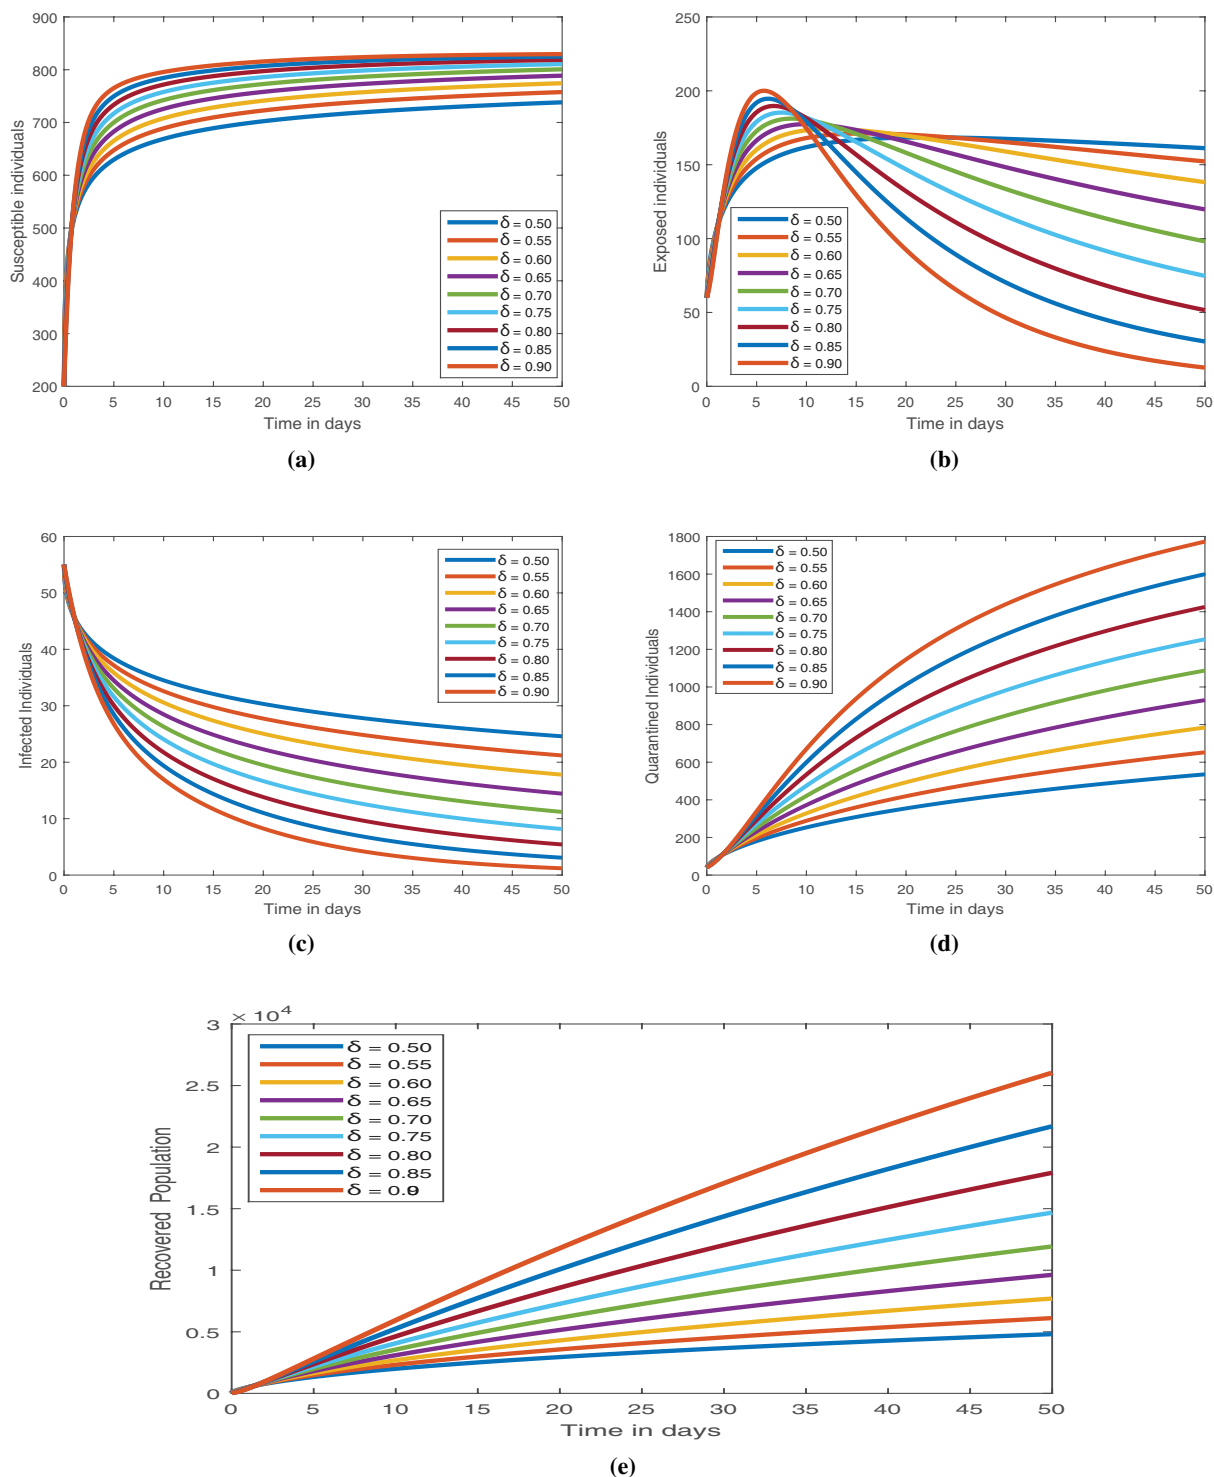 900
800
700
600
500
400
300
200
0 5 10 15 20 25 30 35 40 45 50
Susceptible individuals
Time in days
δ = 0.50
δ = 0.55
δ = 0.60
δ = 0.65
δ = 0.70
δ = 0.75
δ = 0.80
δ = 0.85
δ = 0.90
(a)
250
200
150
100
50
0
0 5 10 15 20 25 30 35 40 45 50
Exposed individuals
Time in days
δ = 0.50
δ = 0.55
δ = 0.60
δ = 0.65
δ = 0.70
δ = 0.75
δ = 0.80
δ = 0.85
δ = 0.90
(b)
60
50
40
30
20
10
0
0 5 10 15 20 25 30 35 40 45 50
Infected Individuals
Time in days
δ = 0.50
δ = 0.55
δ = 0.60
δ = 0.65
δ = 0.70
δ = 0.75
δ = 0.80
δ = 0.85
δ = 0.90
(c)
1800
1600
1400
1200
1000
800
600
400
200
0
0 5 10 15 20 25 30 35 40 45 50
Quarantined Individuals
Time in days
δ = 0.50
δ = 0.55
δ = 0.60
δ = 0.65
δ = 0.70
δ = 0.75
δ = 0.80
δ = 0.85
δ = 0.90
(d)
× 10⁴
3
2.5
2
1.5
1
0.5
0
0 5 10 15 20 25 30 35 40 45 50
Recovered Population
Time in days
δ = 0.50
δ = 0.55
δ = 0.60
δ = 0.65
δ = 0.70
δ = 0.75
δ = 0.80
δ = 0.85
δ = 0.9
(e)